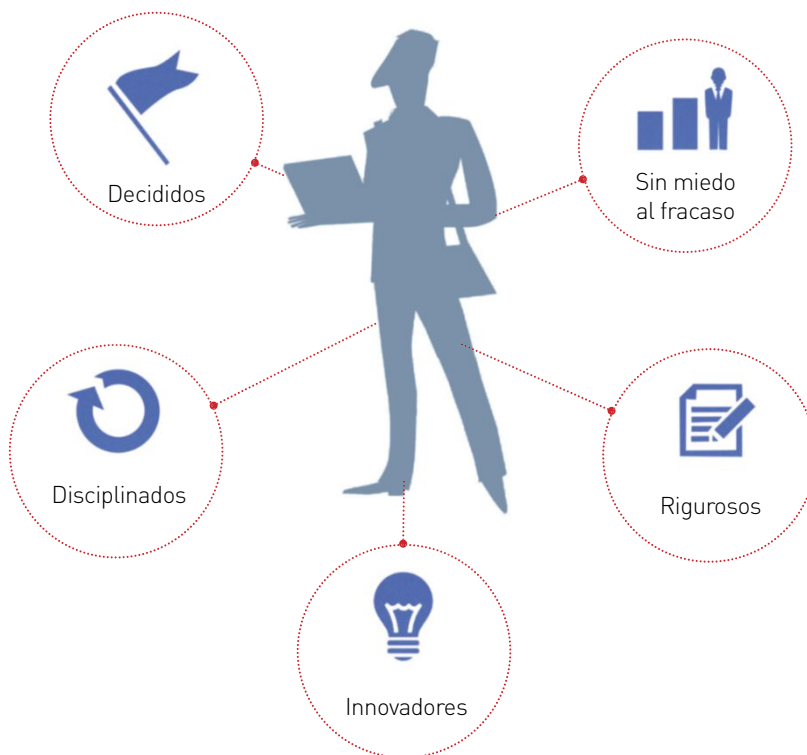 Decididos
Sin miedo
al fracaso
Disciplinados
Rigurosos
Innovadores